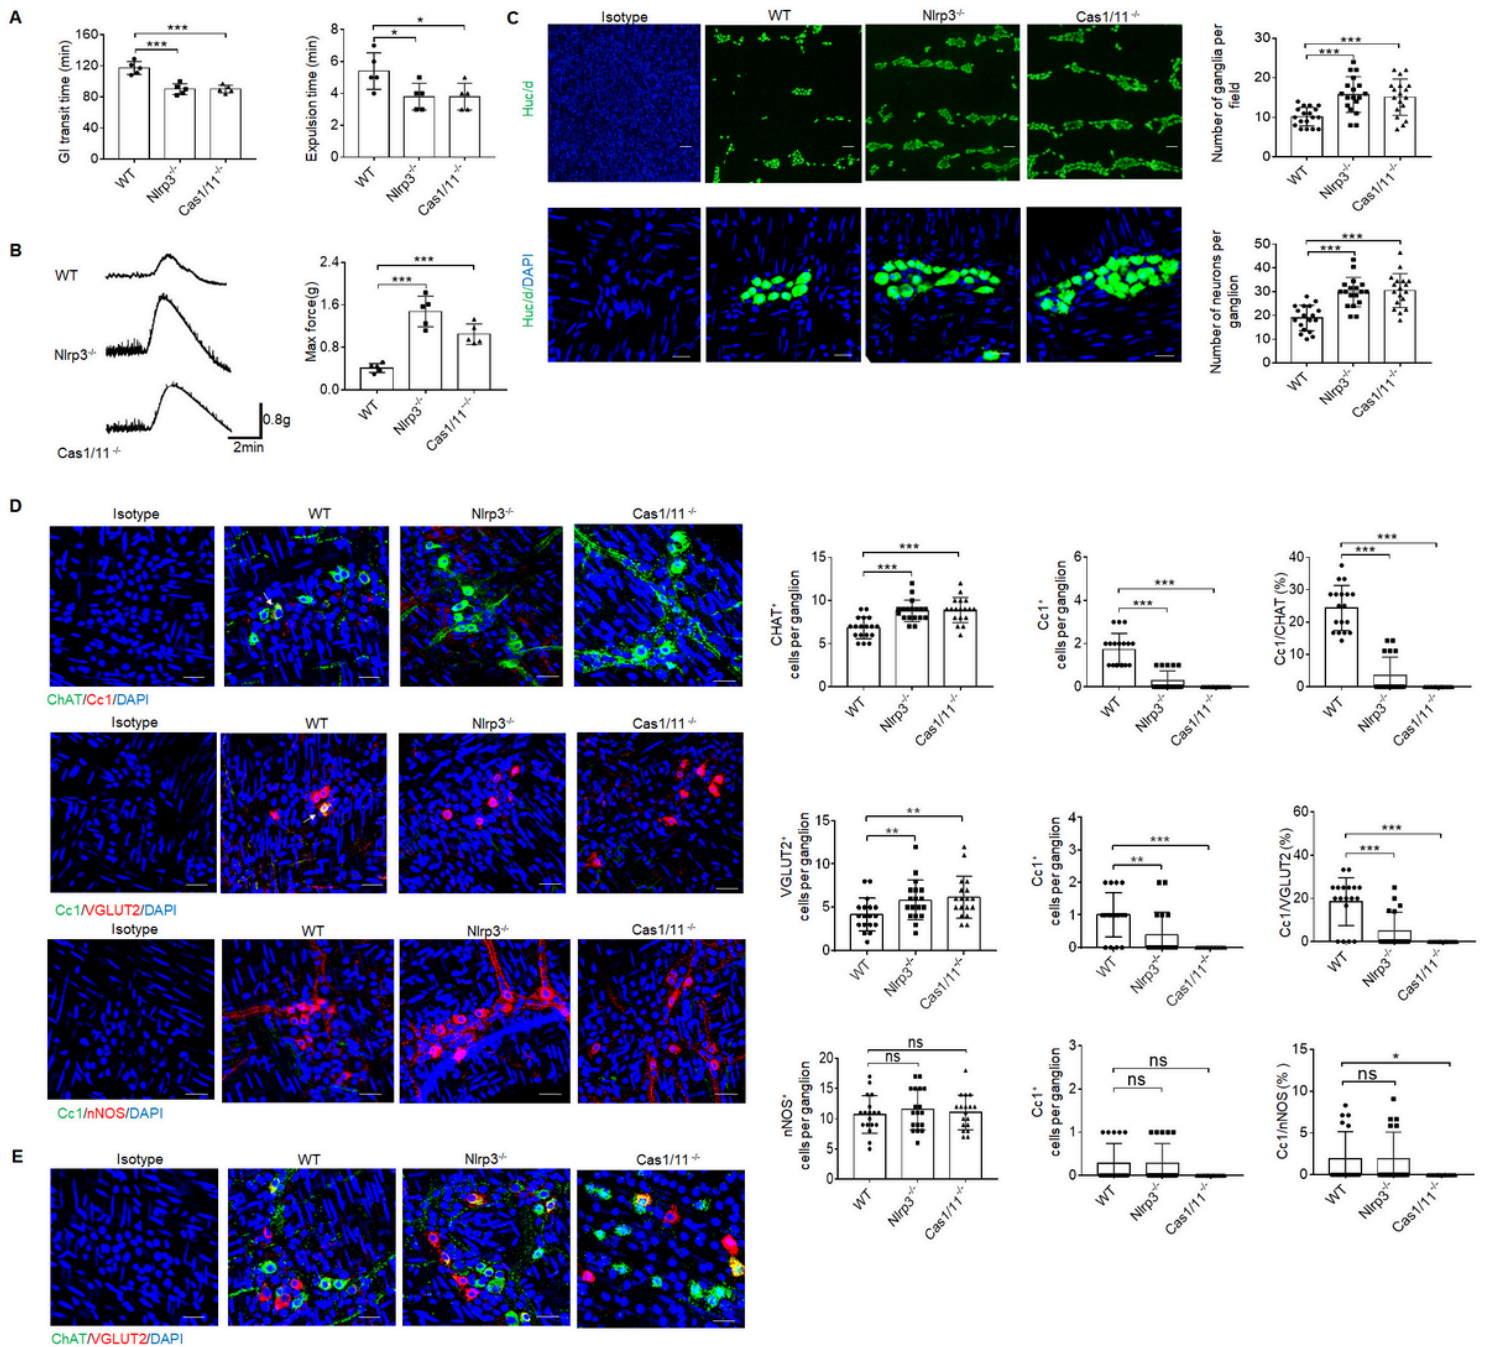 A
GI transit time (min)
160
120
80
40
0
***
***
WT
Nlrp3-/-
Cas1/11-/-
Expulsion time (min)
8
6
4
2
0
*
*
WT
Nlrp3-/-
Cas1/11-/-
B
WT
Nlrp3-/-
Cas1/11 -/-
0.8g
2min
Max force(g)
2.4
1.6
0.8
0.0
***
***
WT
Nlrp3-/-
Cas1/11-/-
C
Isotype
WT
Nlrp3-/-
Cas1/11 -/-
Huc/d
Huc/d/DAPI
Number of ganglia per
field
30
20
10
0
***
***
WT
Nlrp3-/-
Cas1/11-/-
Number of neurons per
ganglion
50
40
30
20
10
0
***
***
WT
Nlrp3-/-
Cas1/11-/-
D
Isotype
WT
Nlrp3-/-
Cas1/11 -/-
ChAT/Cc1/DAPI
CHAT+
cells per ganglion
15
10
5
0
***
***
WT
Nlrp3-/-
Cas1/11-/-
Cc1+
cells per ganglion
6
4
2
0
***
***
WT
Nlrp3-/-
Cas1/11-/-
Cc1/CHAT (%)
40
30
20
10
0
***
***
WT
Nlrp3-/-
Cas1/11-/-
Isotype
WT
Nlrp3-/-
Cas1/11 -/-
Cc1/VGLUT2/DAPI
VGLUT2+
cells per ganglion
15
10
5
0
**
**
WT
Nlrp3-/-
Cas1/11-/-
Cc1+
cells per ganglion
4
3
2
1
0
***
**
WT
Nlrp3-/-
Cas1/11-/-
Cc1/VGLUT2 (%)
60
40
20
0
***
***
WT
Nlrp3-/-
Cas1/11-/-
Isotype
WT
Nlrp3-/-
Cas1/11 -/-
Cc1/nNOS/DAPI
nNOS+
cells per ganglion
20
15
10
5
0
ns
ns
WT
Nlrp3-/-
Cas1/11-/-
Cc1+
cells per ganglion
3
2
1
0
ns
ns
WT
Nlrp3-/-
Cas1/11-/-
Cc1/nNOS(% )
15
10
5
0
*
ns
WT
Nlrp3-/-
Cas1/11-/-
E
Isotype
WT
Nlrp3-/-
Cas1/11 -/-
ChAT/VGLUT2/DAPI